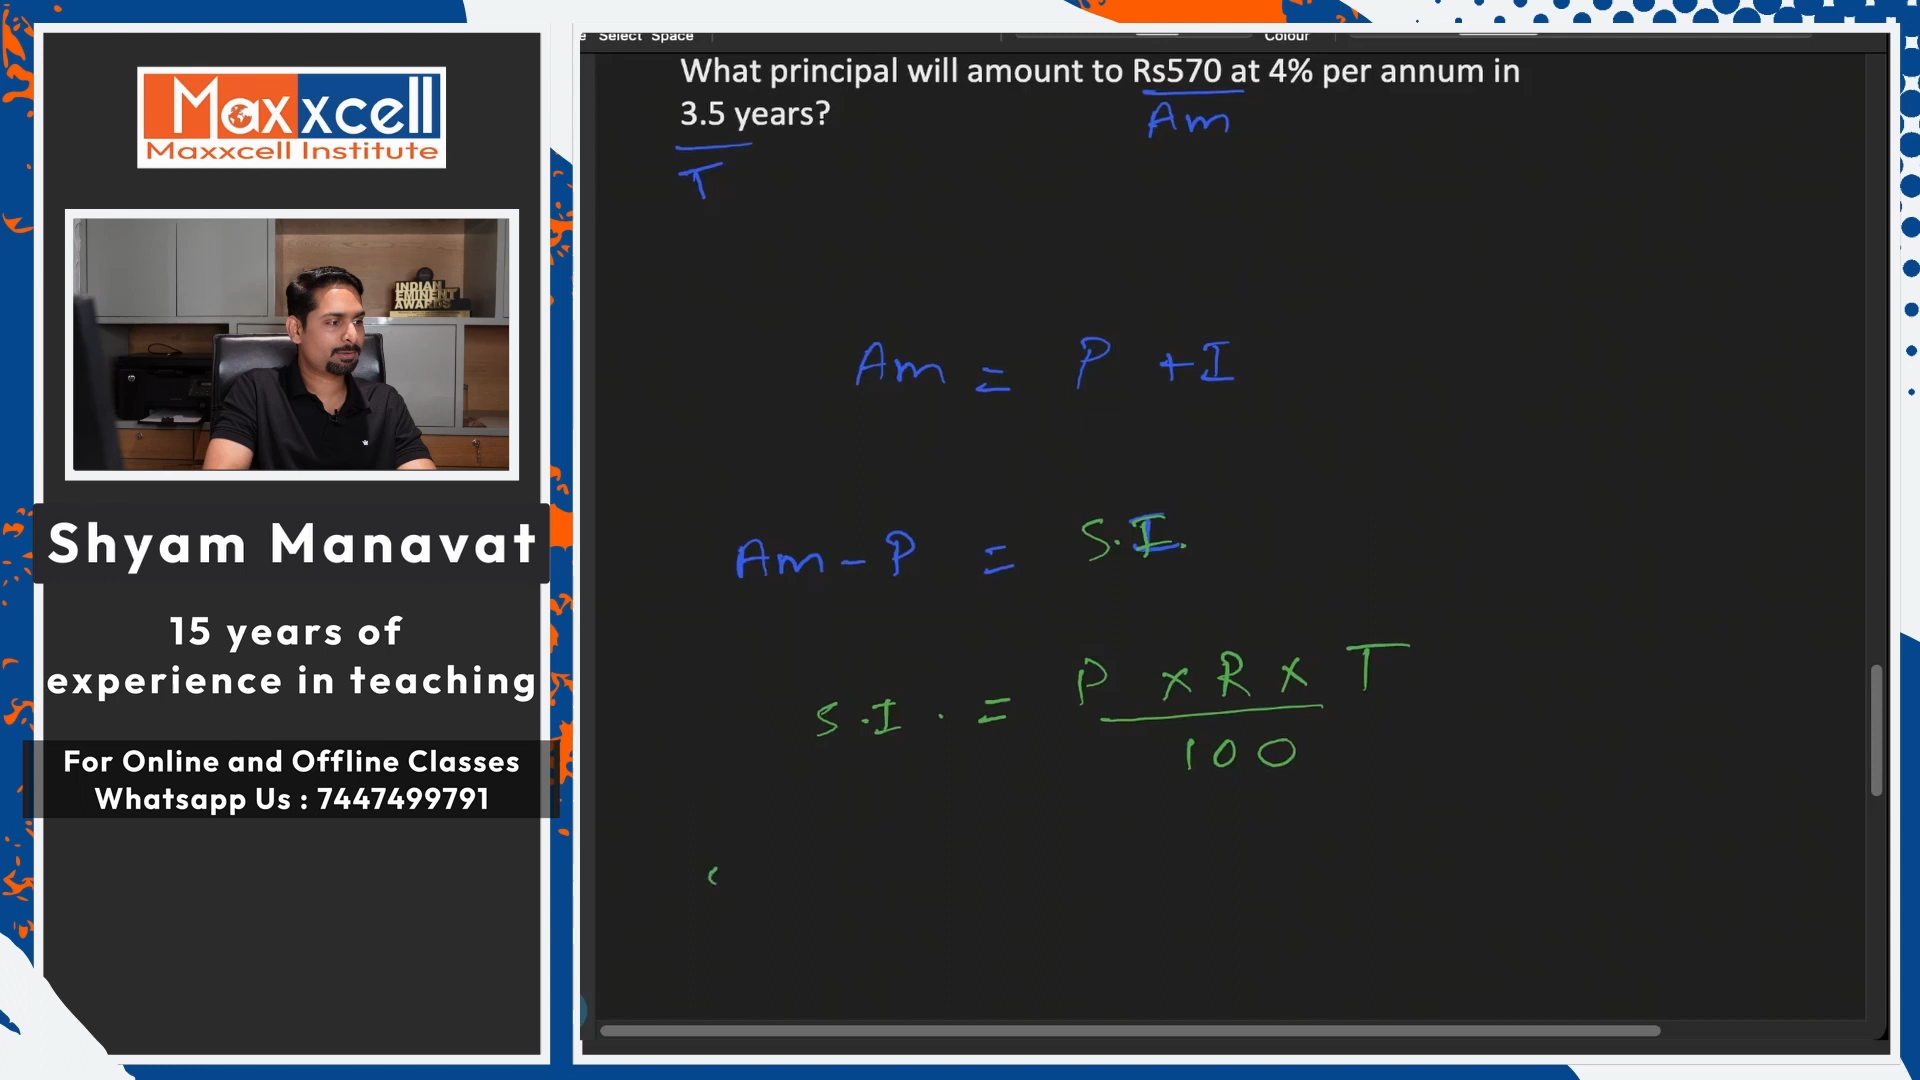 Maxxcell
Maxxcell Institute
INDIAN
EMINENT
AWARDS
Shyam Manavat
15 years of
experience in teaching
For Online and Offline Classes
Whatsapp Us : 7447499791
Select Space
Colour
What principal will amount to Rs570 at 4% per annum in
3.5 years?
Am
T
Am = P + I
Am - P = S.I.
S.I. = P × R × T
100